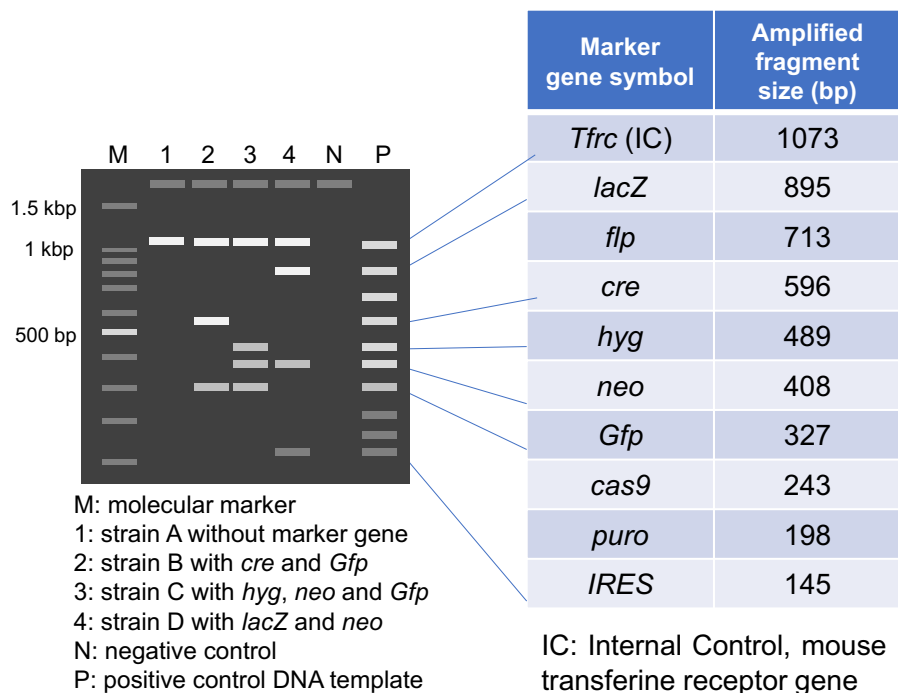 M 1 2 3 4 N P
1.5 kbp
1 kbp
500 bp
M: molecular marker
1: strain A without marker gene
2: strain B with cre and Gfp
3: strain C with hyg, neo and Gfp
4: strain D with lacZ and neo
N: negative control
P: positive control DNA template
Marker
gene symbol
Amplified
fragment
size (bp)
Tfrc (IC) 1073
lacZ 895
flp 713
cre 596
hyg 489
neo 408
Gfp 327
cas9 243
puro 198
IRES 145
IC: Internal Control, mouse
transferine receptor gene